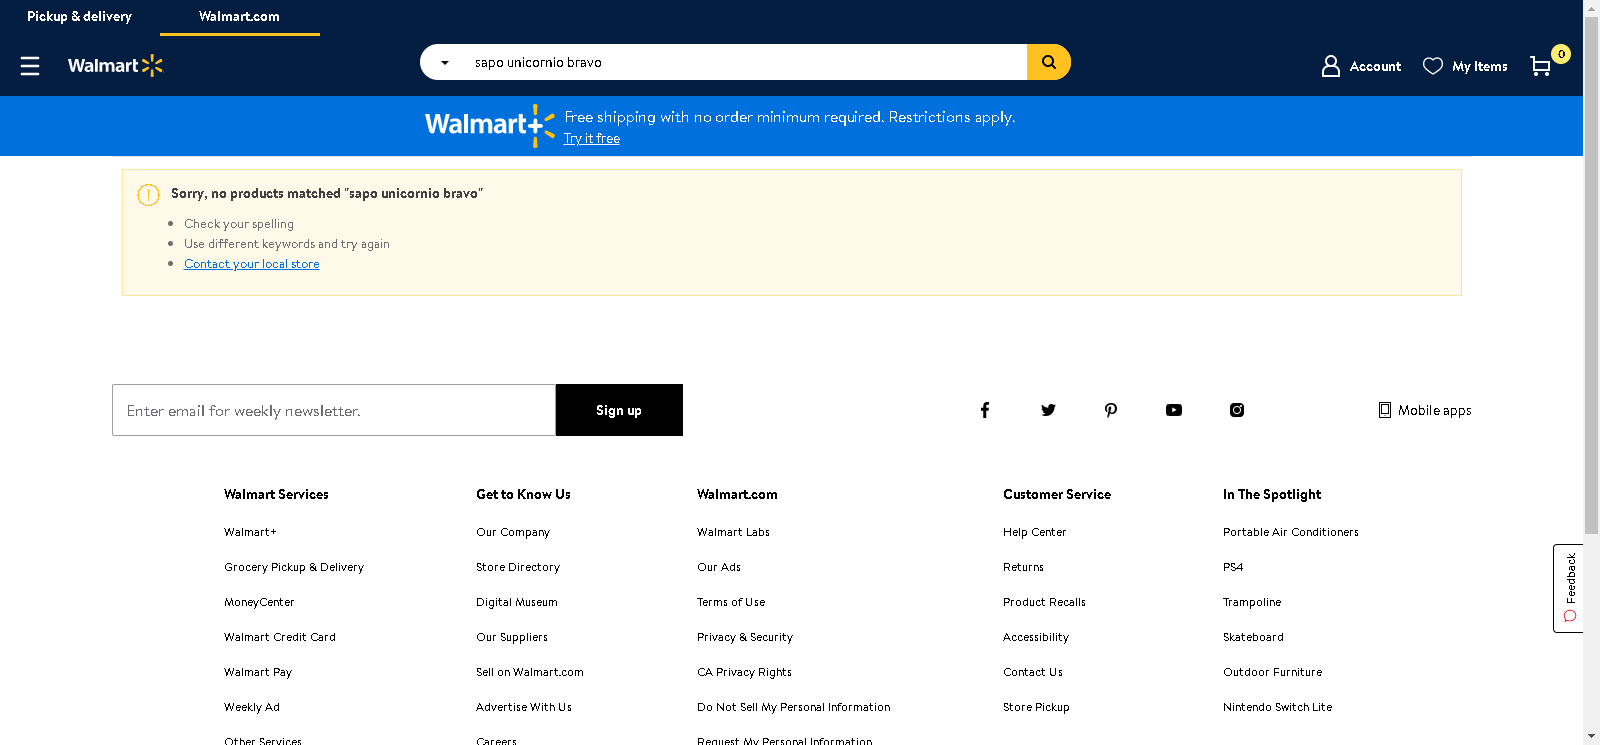 Pickup & delivery Walmart.com
Walmart sapo unicornio bravo Account My Items 0
Walmart+ Free shipping with no order minimum required. Restrictions apply.
Try it free
Sorry, no products matched "sapo unicornio bravo"
Check your spelling
Use different keywords and try again
Contact your local store
Enter email for weekly newsletter. Sign up Mobile apps
Walmart Services Get to Know Us Walmart.com Customer Service In The Spotlight
Walmart+ Our Company Walmart Labs Help Center Portable Air Conditioners
Grocery Pickup & Delivery Store Directory Our Ads Returns PS4
MoneyCenter Digital Museum Terms of Use Product Recalls Trampoline
Walmart Credit Card Our Suppliers Privacy & Security Accessibility Skateboard
Walmart Pay Sell on Walmart.com CA Privacy Rights Contact Us Outdoor Furniture
Weekly Ad Advertise With Us Do Not Sell My Personal Information Store Pickup Nintendo Switch Lite
Other Services Careers Request My Personal Information
Feedback